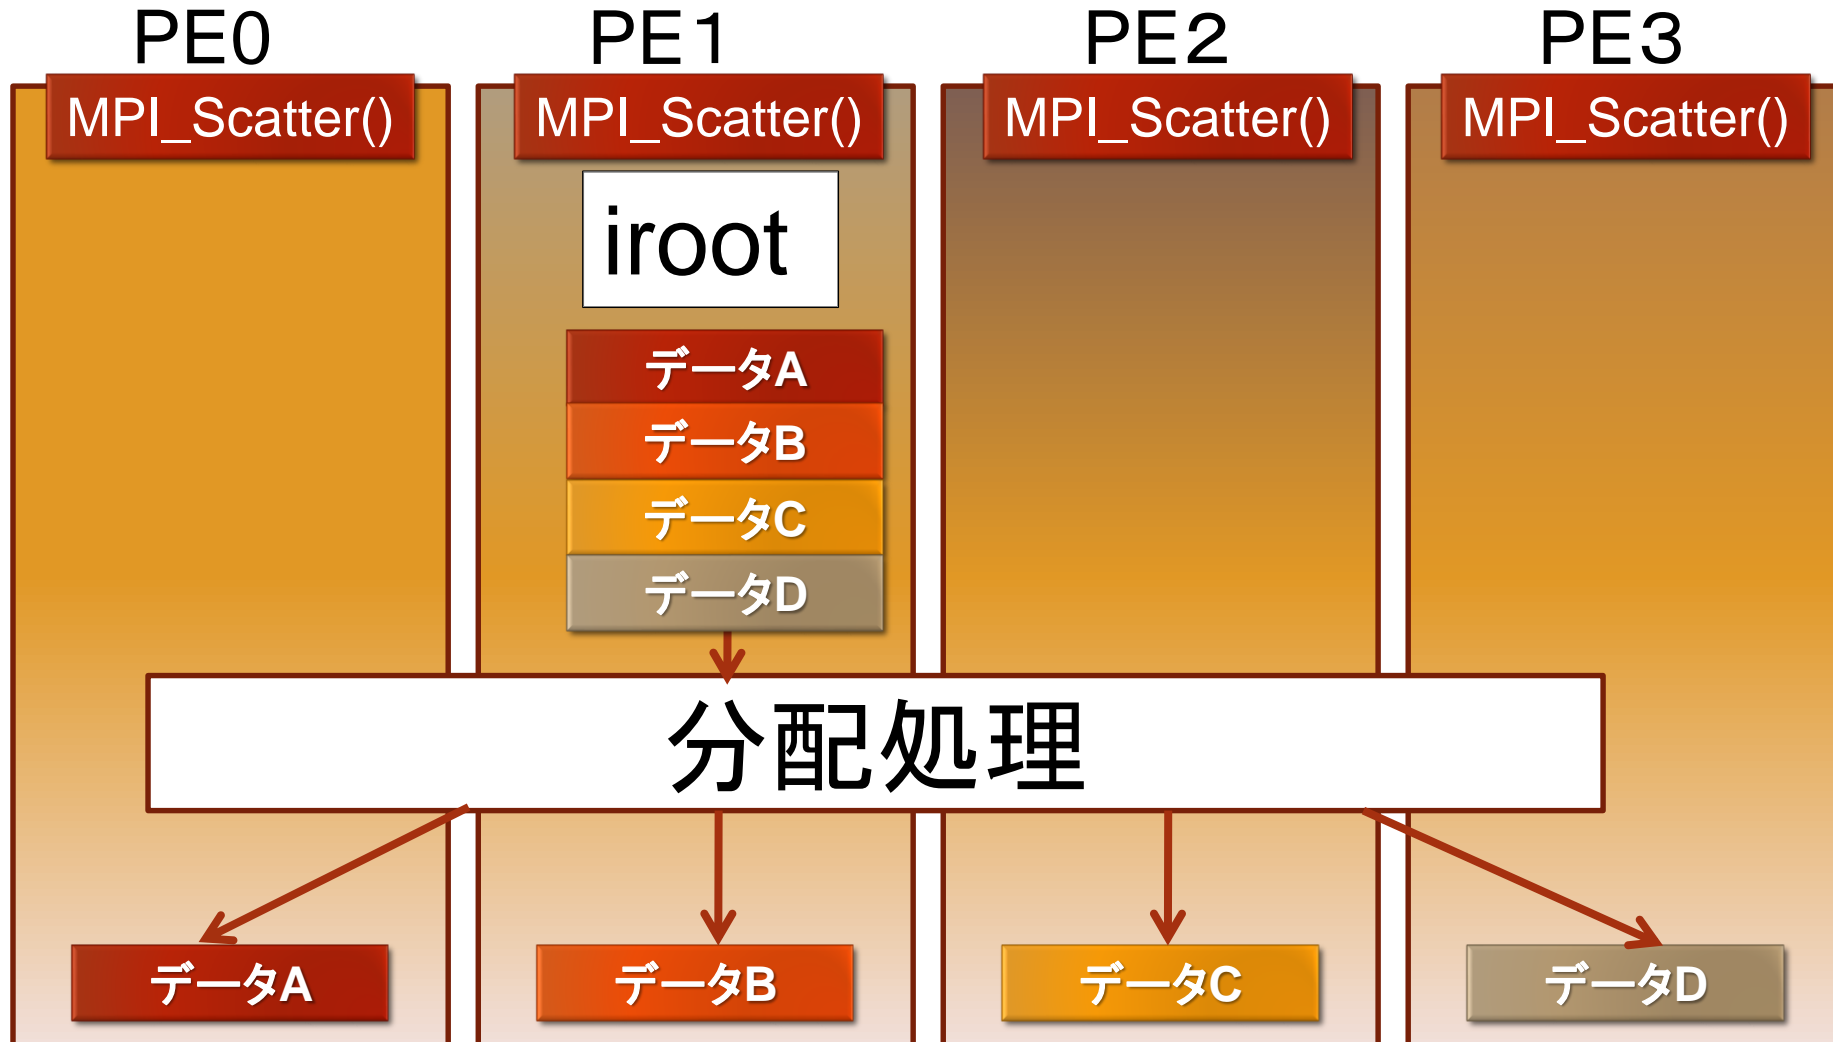 PE0
PE1
PE2
PE3
MPI_Scatter()
MPI_Scatter()
MPI_Scatter()
MPI_Scatter()
iroot
データA
データB
データC
データD
分配処理
データA
データB
データC
データD